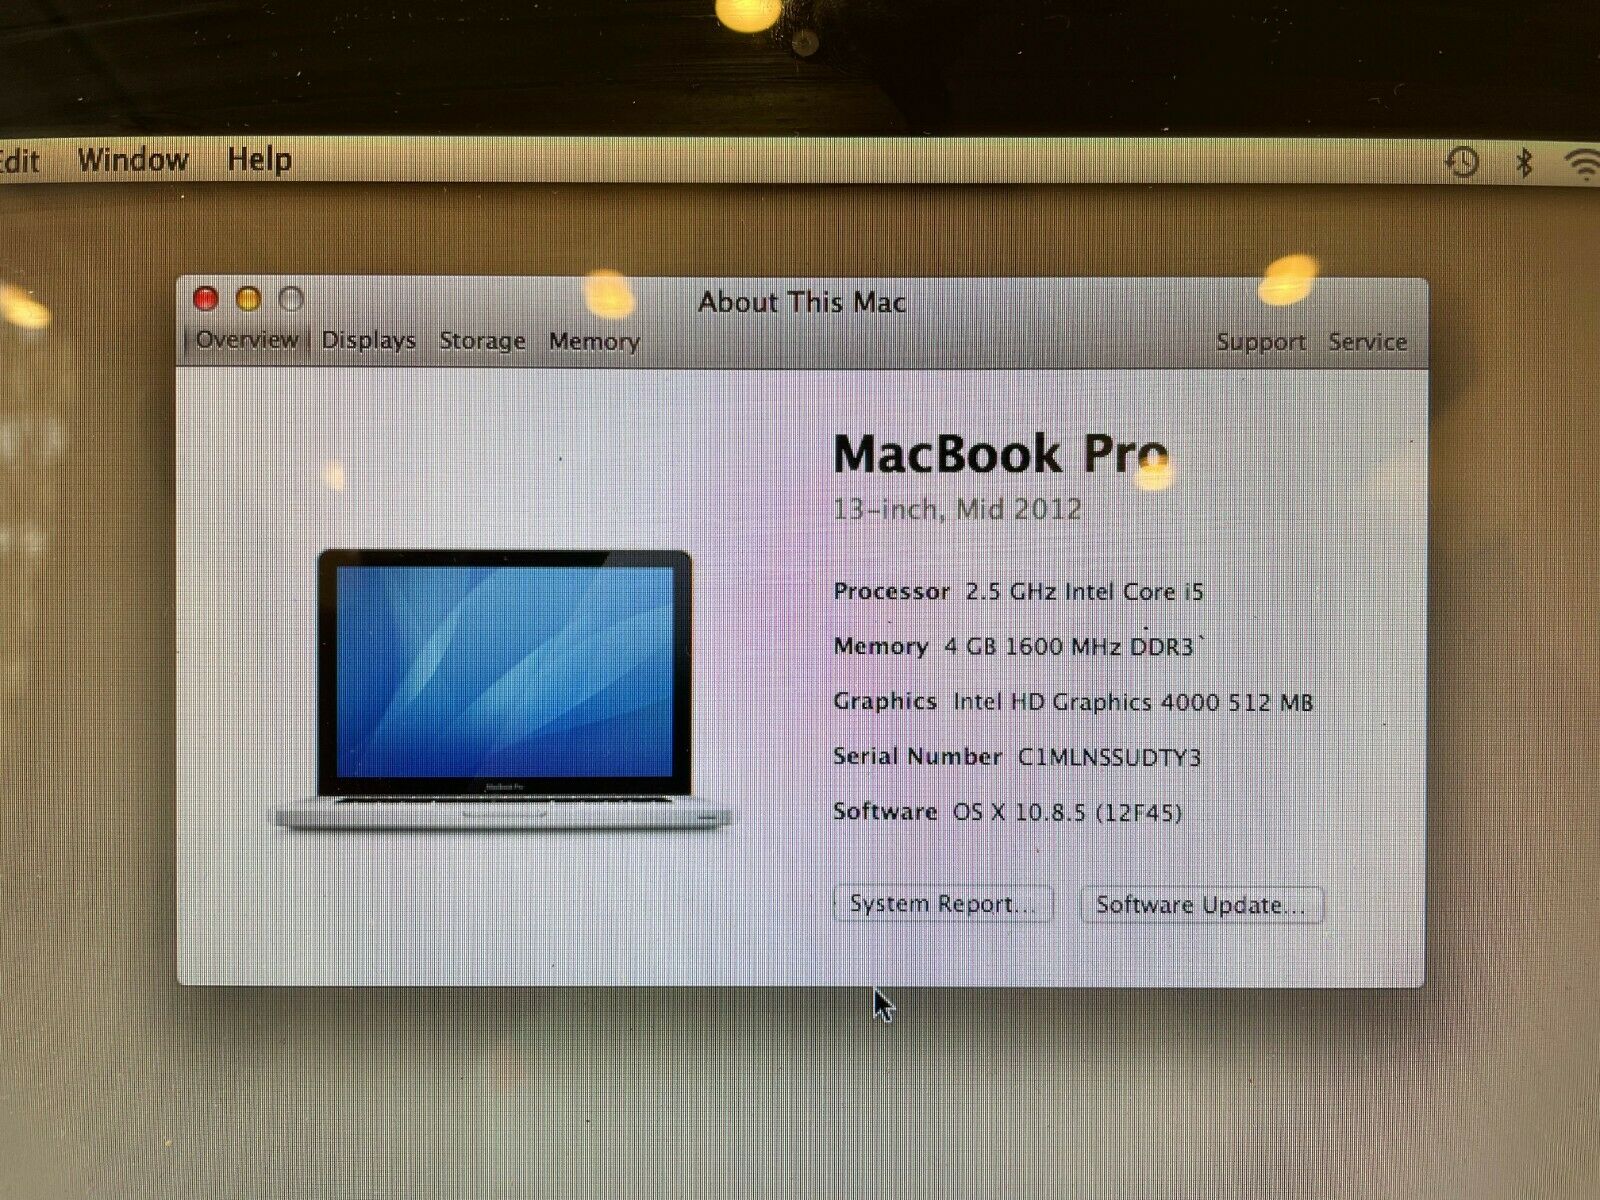 Edit Window Help
About This Mac
Overview Displays Storage Memory Support Service
MacBook Pro
13-inch, Mid 2012
Processor 2.5 GHz Intel Core i5
Memory 4 GB 1600 MHz DDR3
Graphics Intel HD Graphics 4000 512 MB
Serial Number C1MLNSSUDTY3
Software OS X 10.8.5 (12F45)
MacBook Pro
System Report... Software Update...